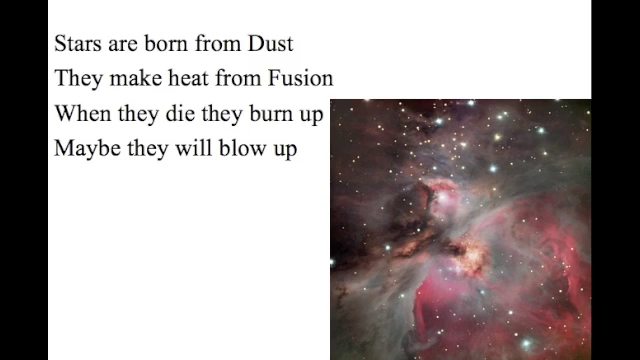 Stars are born from Dust
They make heat from Fusion
When they die they burn up
Maybe they will blow up